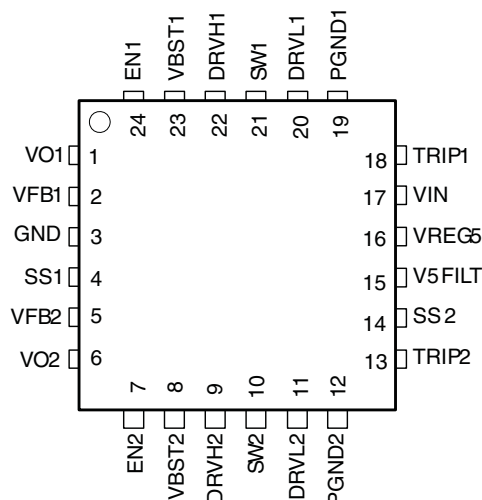 EN1
VBST1
DRVH1
SW1
DRVL1
PGND1
24
23
22
21
20
19
VO1 1
VFB1 2
GND 3
SS1 4
VFB2 5
VO2 6
18 TRIP1
17 VIN
16 VREG5
15 V5FILT
14 SS2
13 TRIP2
7
8
9
10
11
12
EN2
VBST2
DRVH2
SW2
DRVL2
PGND2